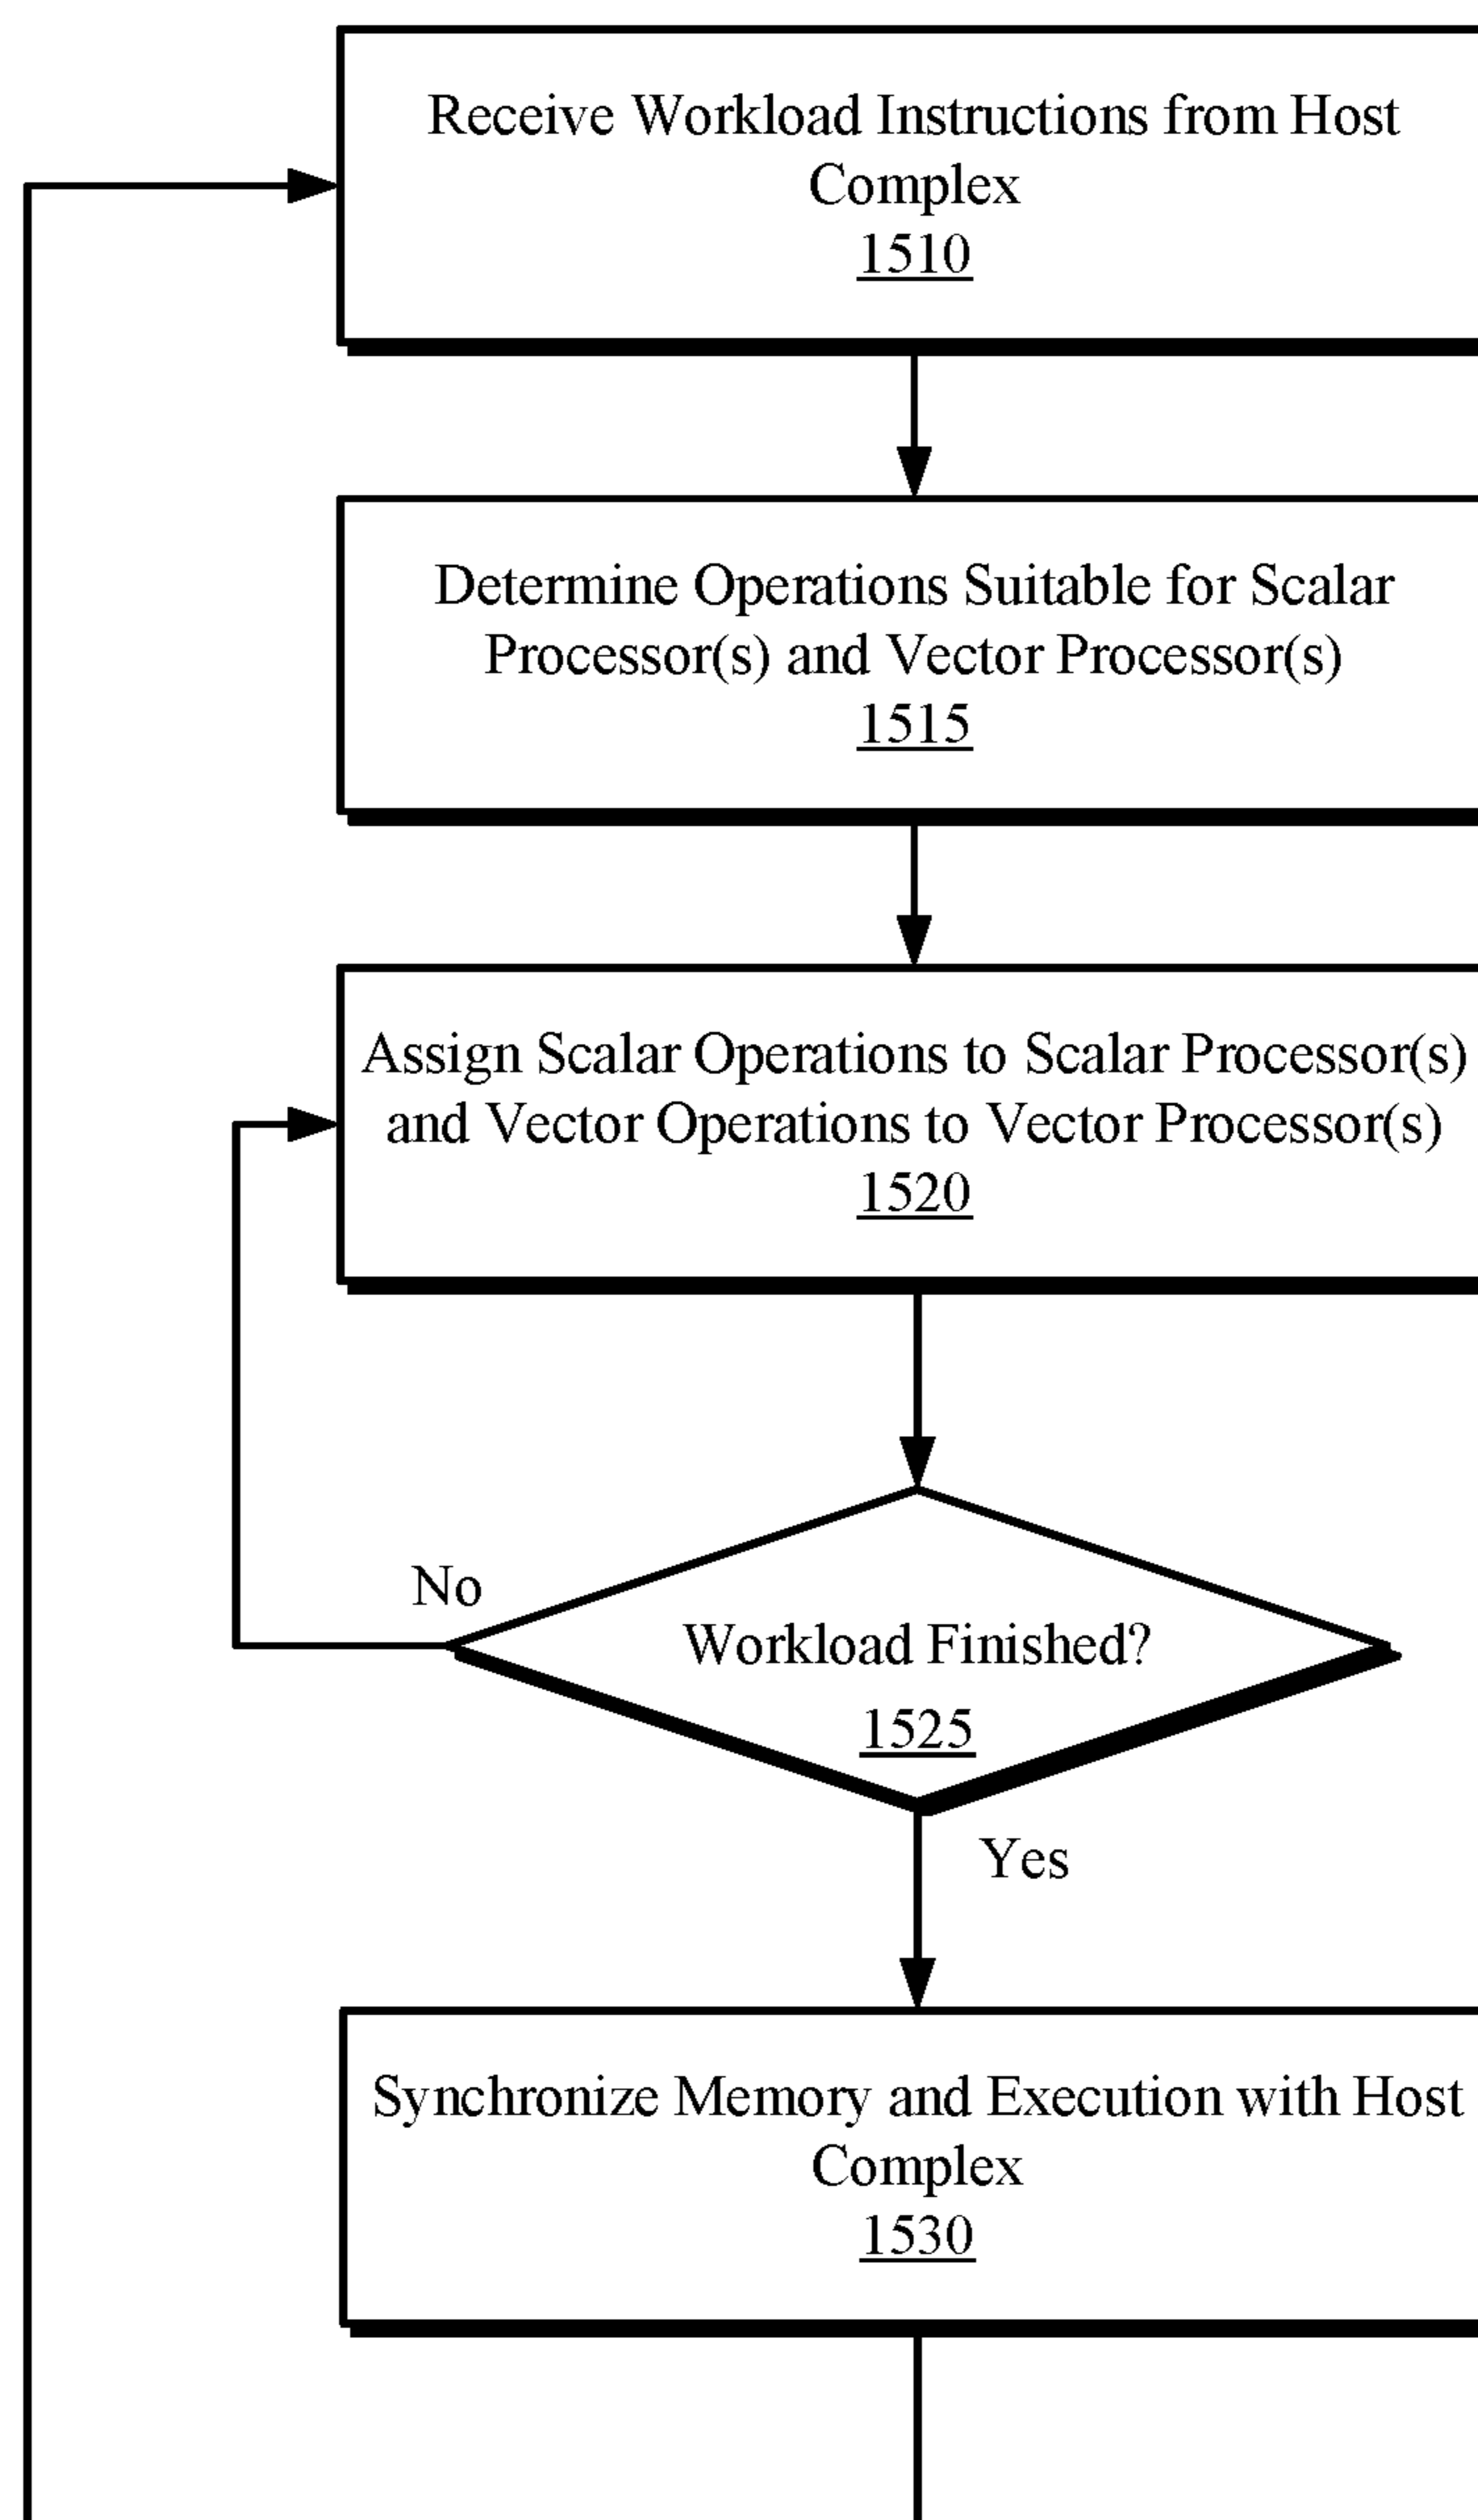 Receive Workload Instructions from Host
Complex
1510
Determine Operations Suitable for Scalar
Processor(s) and Vector Processor(s)
1515
Assign Scalar Operations to Scalar Processor(s)
and Vector Operations to Vector Processor(s)
1520
No
Workload Finished?
1525
Yes
Synchronize Memory and Execution with Host
Complex
1530